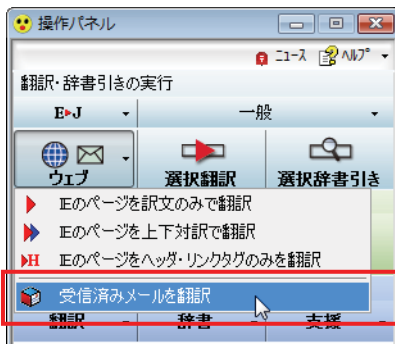 操作パネル
ニュース ヘルプ
翻訳・辞書引きの実行
E▸J 一般
ウェブ 選択翻訳 選択辞書引き
IEのページを訳文のみで翻訳
IEのページを上下対訳で翻訳
H IEのページをヘッダ・リンクタグのみを翻訳
受信済みメールを翻訳
翻訳 辞書 支援